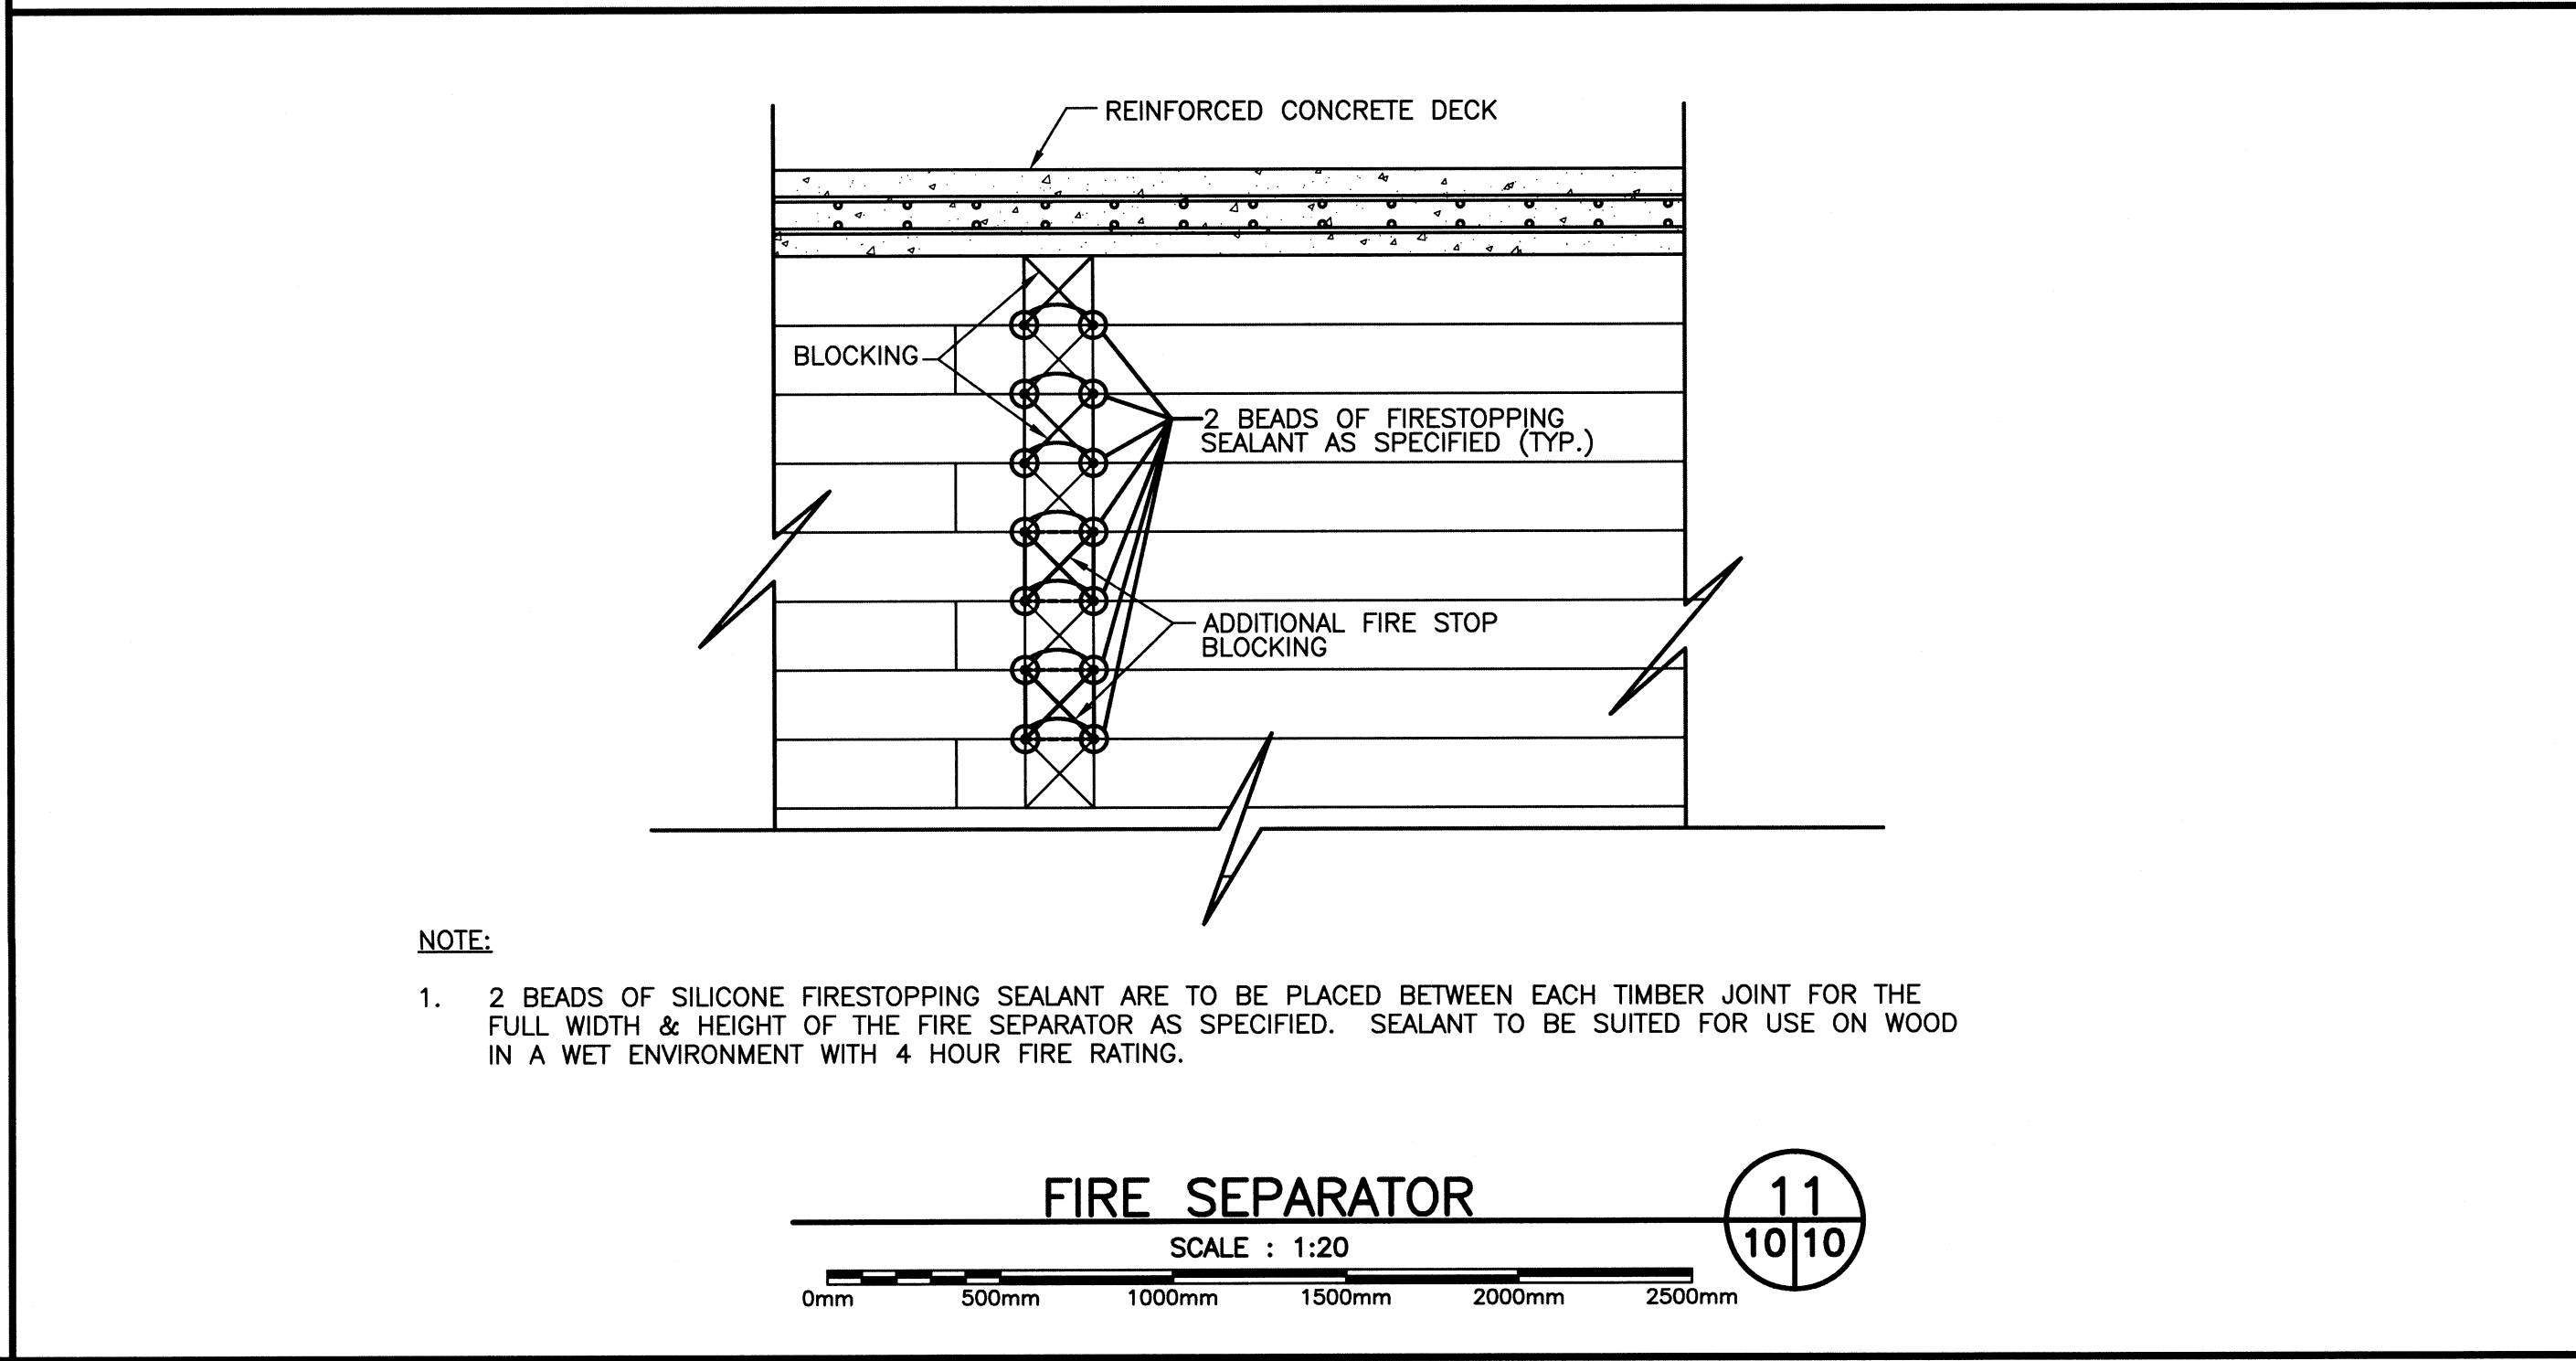 REINFORCED CONCRETE DECK
BLOCKING
2 BEADS OF FIRESTOPPING
SEALANT AS SPECIFIED (TYP.)
ADDITIONAL FIRE STOP
BLOCKING
NOTE:
1. 2 BEADS OF SILICONE FIRESTOPPING SEALANT ARE TO BE PLACED BETWEEN EACH TIMBER JOINT FOR THE
FULL WIDTH & HEIGHT OF THE FIRE SEPARATOR AS SPECIFIED. SEALANT TO BE SUITED FOR USE ON WOOD
IN A WET ENVIRONMENT WITH 4 HOUR FIRE RATING.
FIRE SEPARATOR
11
SCALE : 1:20
10 10
0mm 500mm 1000mm 1500mm 2000mm 2500mm